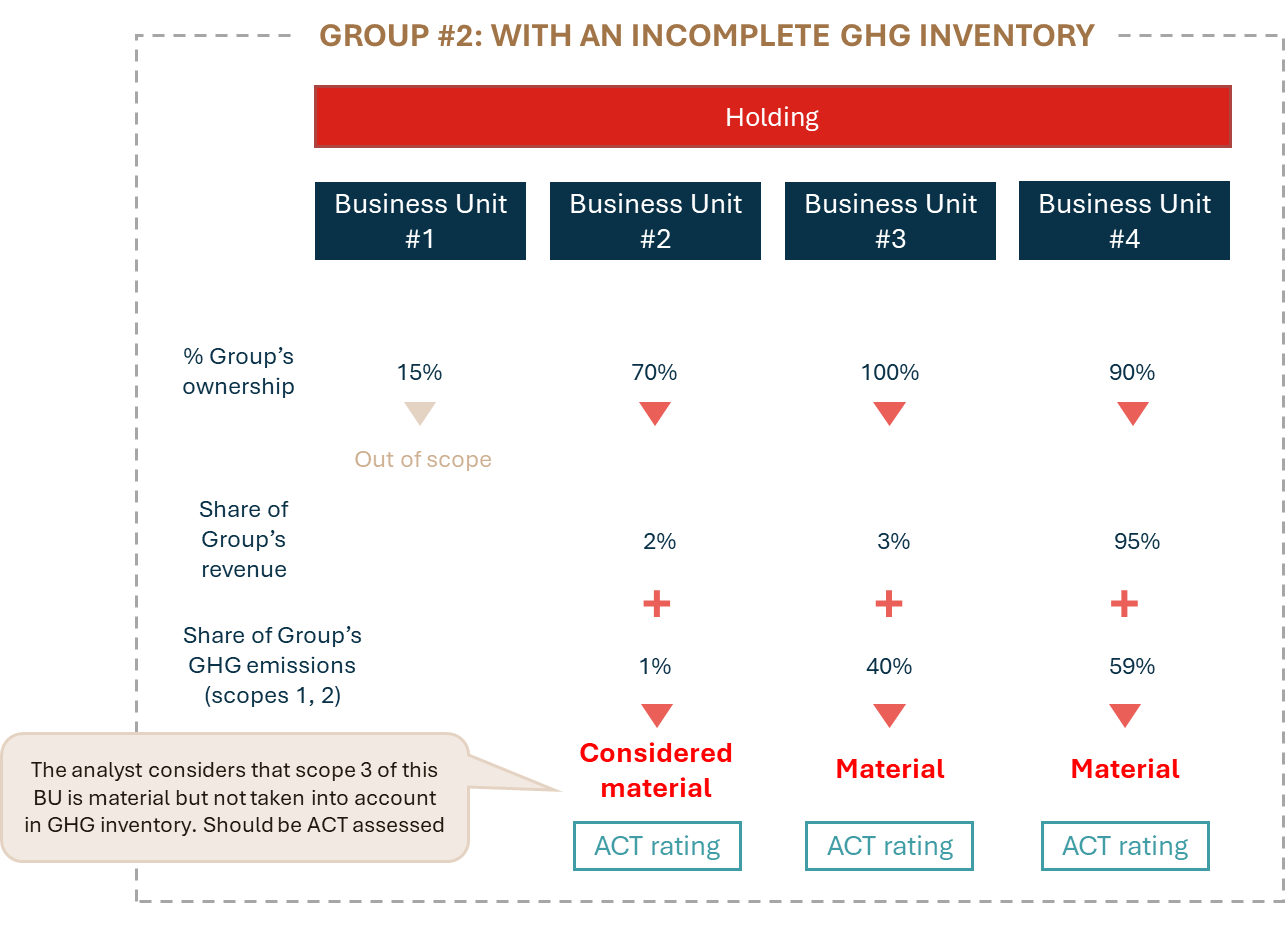 GROUP #2: WITH AN INCOMPLETE GHG INVENTORY
Holding
Business Unit
#1
Business Unit
#2
Business Unit
#3
Business Unit
#4
% Group’s
ownership
15%
70%
100%
90%
Out of scope
Share of
Group’s
revenue
2%
3%
95%
+
+
+
Share of Group’s
GHG emissions
(scopes 1, 2)
1%
40%
59%
The analyst considers that scope 3 of this
BU is material but not taken into account
in GHG inventory. Should be ACT assessed
Considered
material
Material
Material
ACT rating
ACT rating
ACT rating